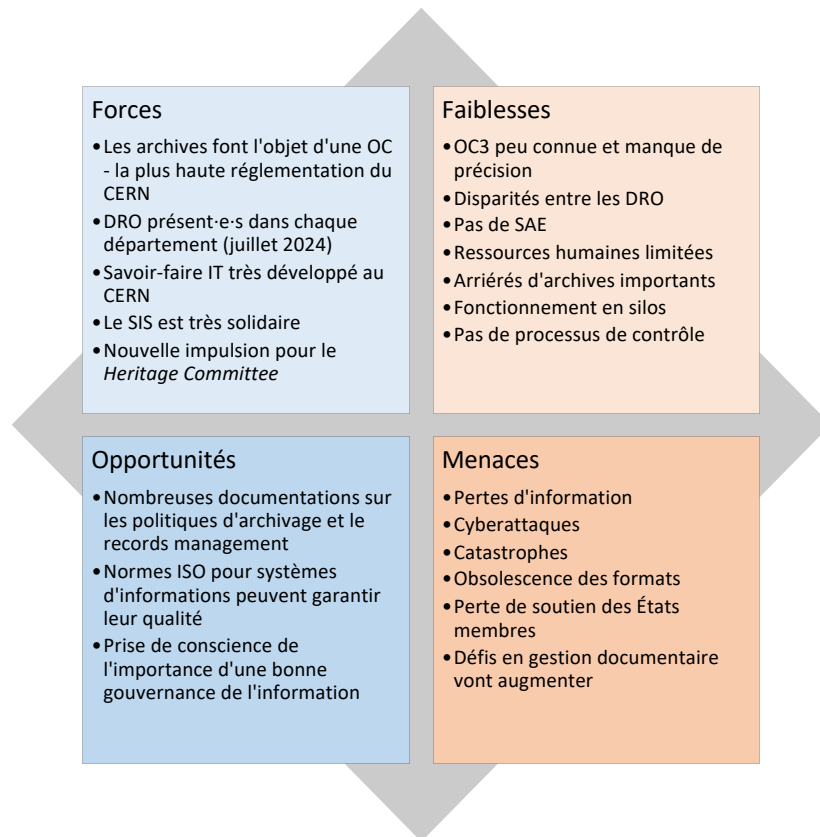 Forces
•Les archives font l'objet d'une OC
- la plus haute réglementation du
CERN
•DRO présent·e·s dans chaque
département (juillet 2024)
•Savoir-faire IT très développé au
CERN
•Le SIS est très solidaire
•Nouvelle impulsion pour le
Heritage Committee
Faiblesses
•OC3 peu connue et manque de
précision
•Disparités entre les DRO
•Pas de SAE
•Ressources humaines limitées
•Arriérés d'archives importants
•Fonctionnement en silos
•Pas de processus de contrôle
Opportunités
•Nombreuses documentations sur
les politiques d'archivage et le
records management
•Normes ISO pour systèmes
d'informations peuvent garantir
leur qualité
•Prise de conscience de
l'importance d'une bonne
gouvernance de l'information
Menaces
•Pertes d'information
•Cyberattaques
•Catastrophes
•Obsolescence des formats
•Perte de soutien des États
membres
•Défis en gestion documentaire
vont augmenter